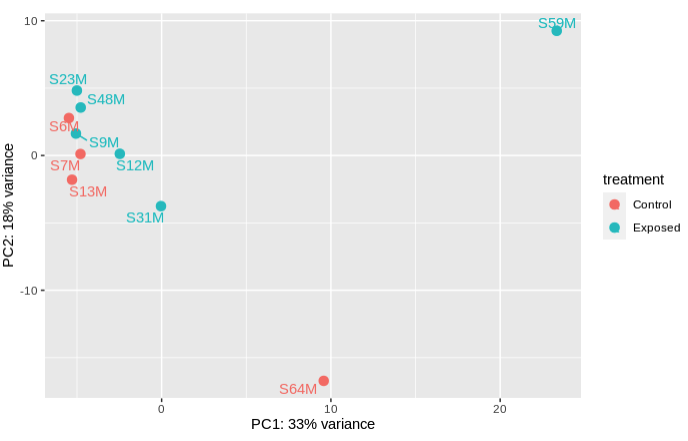 10
0
-10
PC2: 18% variance
S59M
S23M
S48M
S6M
S9M
S7M
S12M
S13M
S31M
S64M
0
10
20
PC1: 33% variance
treatment
Control
Exposed